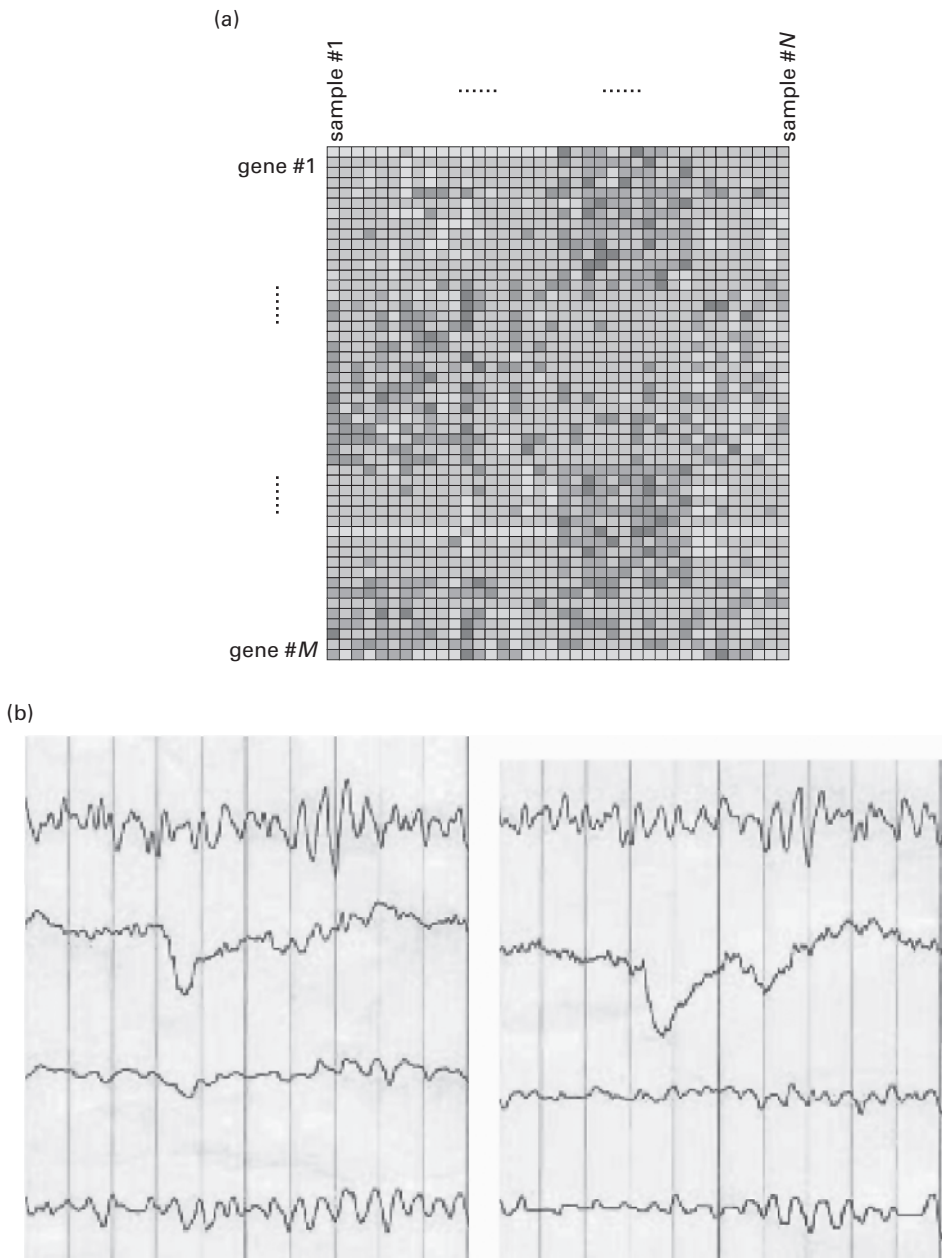 (a)
sample #1
......
......
sample #N
gene #1
......
......
gene #M
(b)